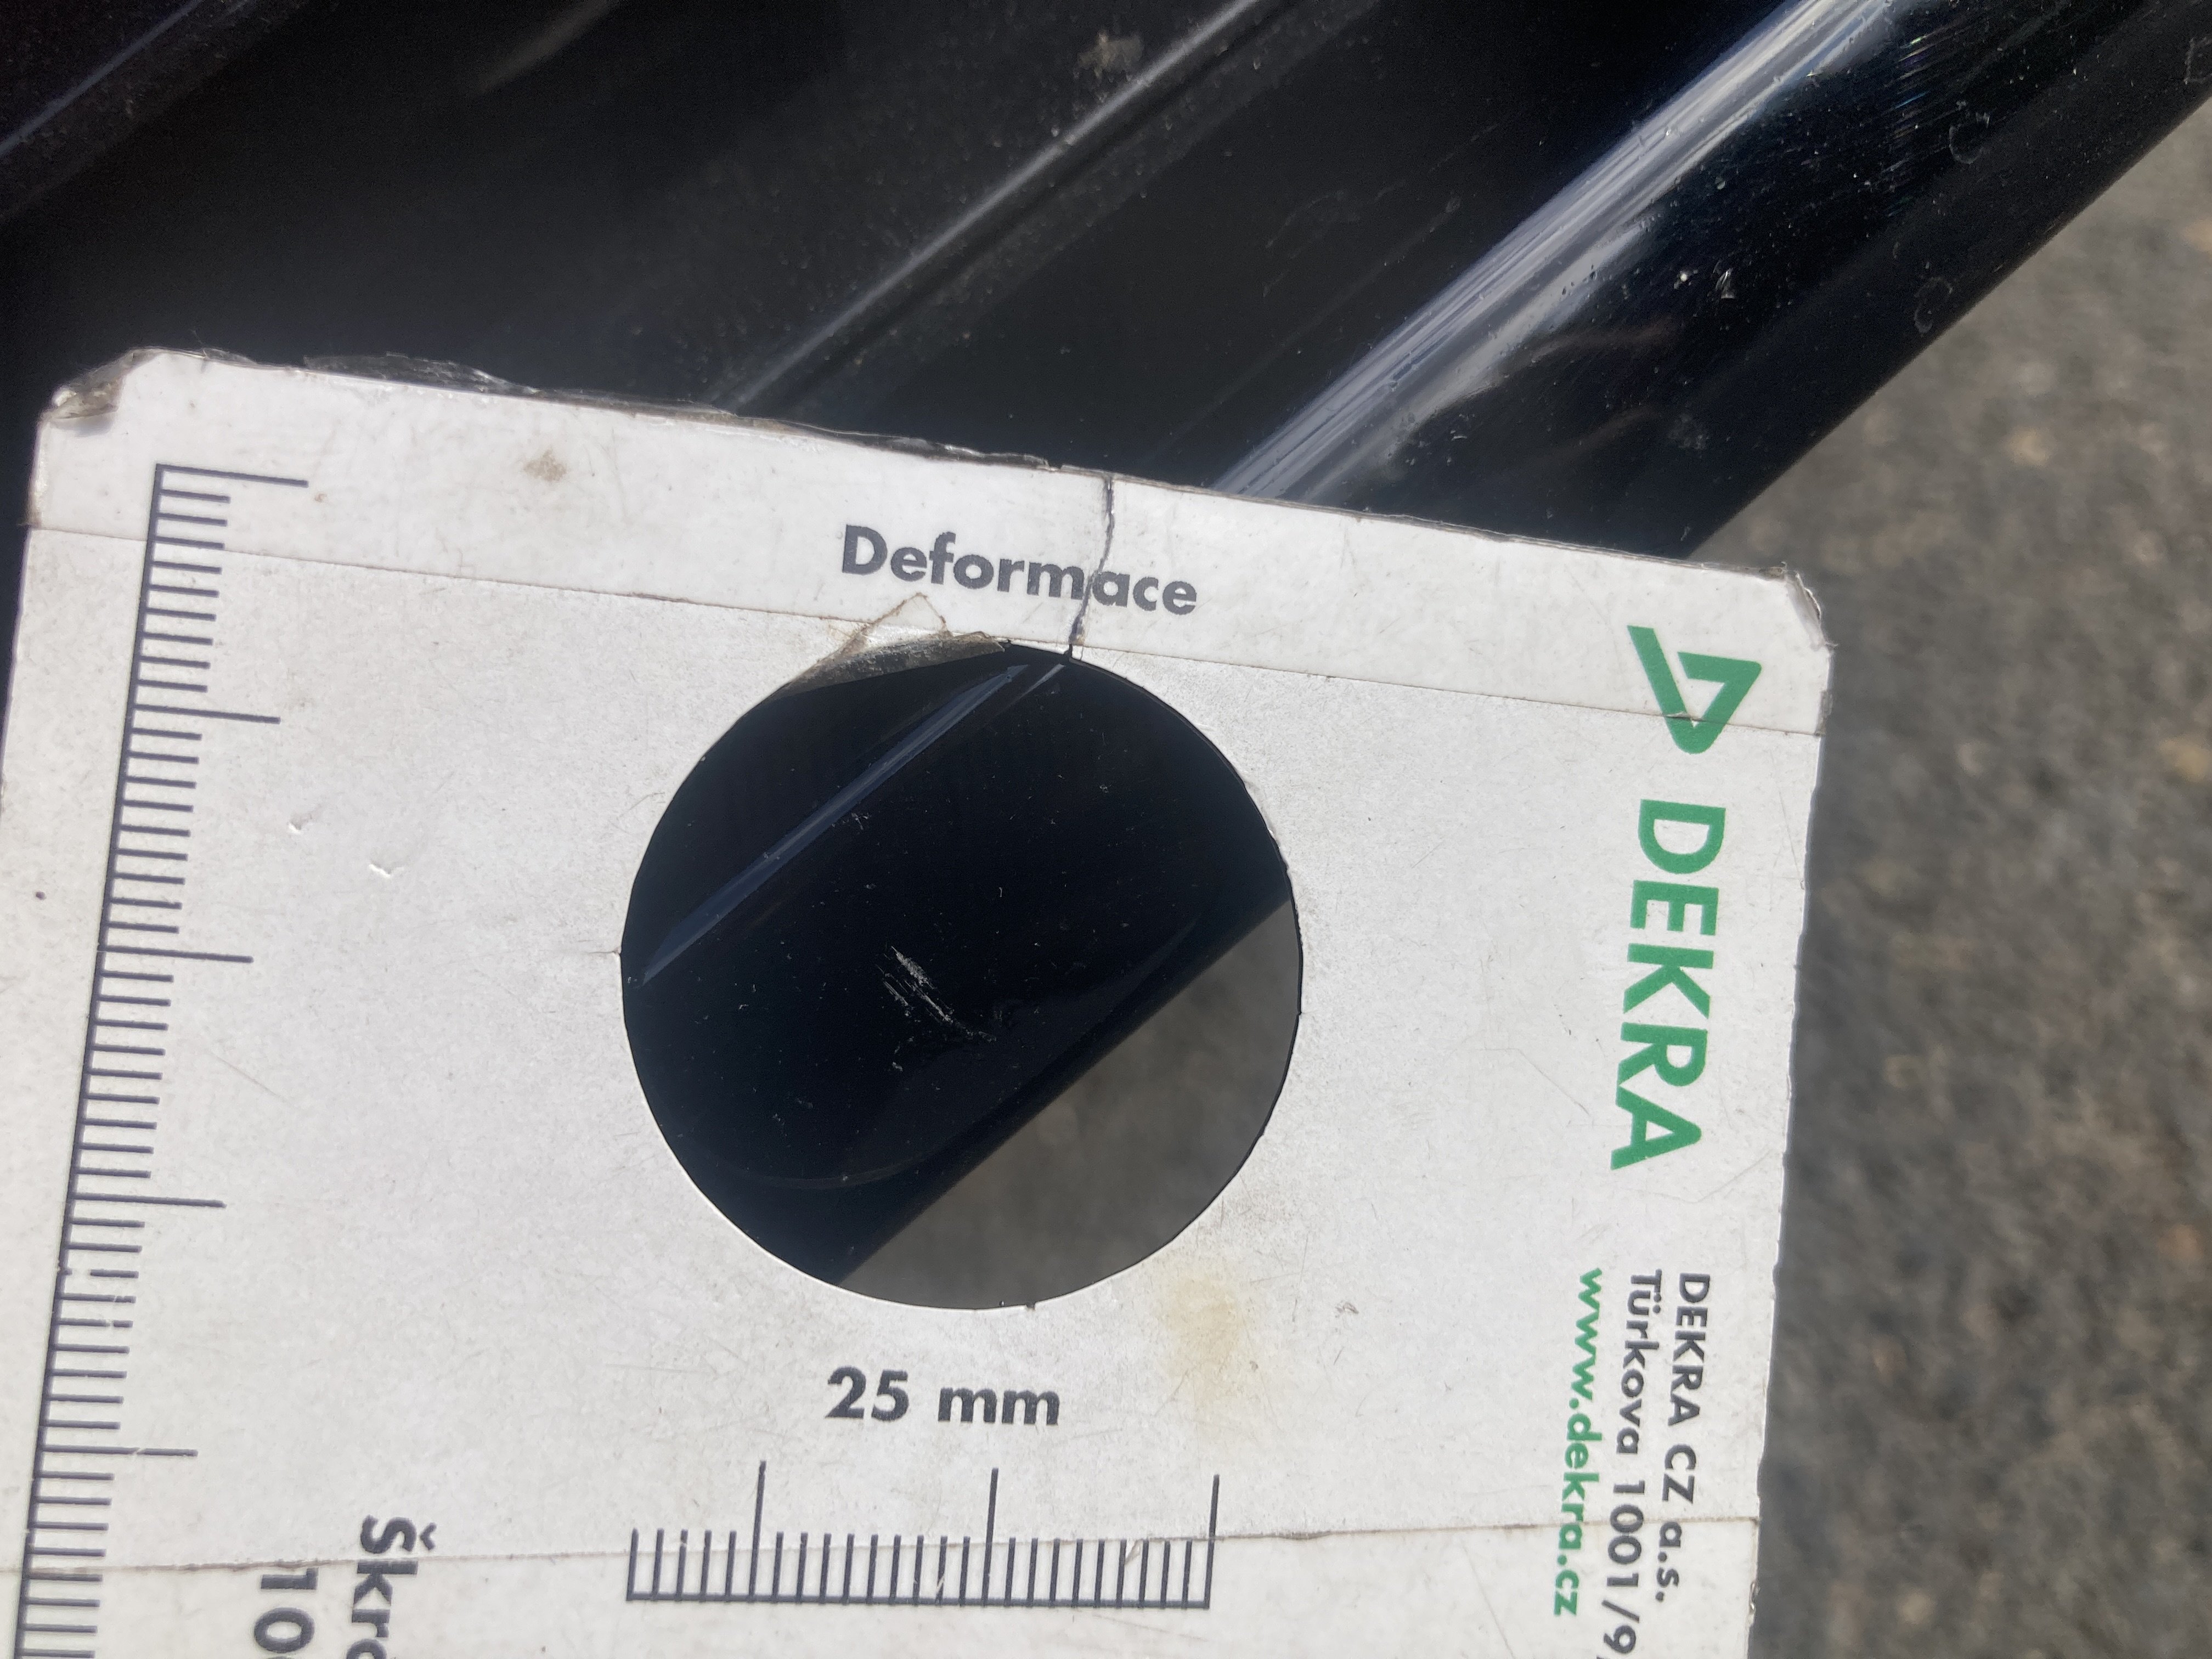 Deformace
25 mm
DEKRA
DEKRA CZ a.s.
Türkova 1001/9
www.dekra.cz